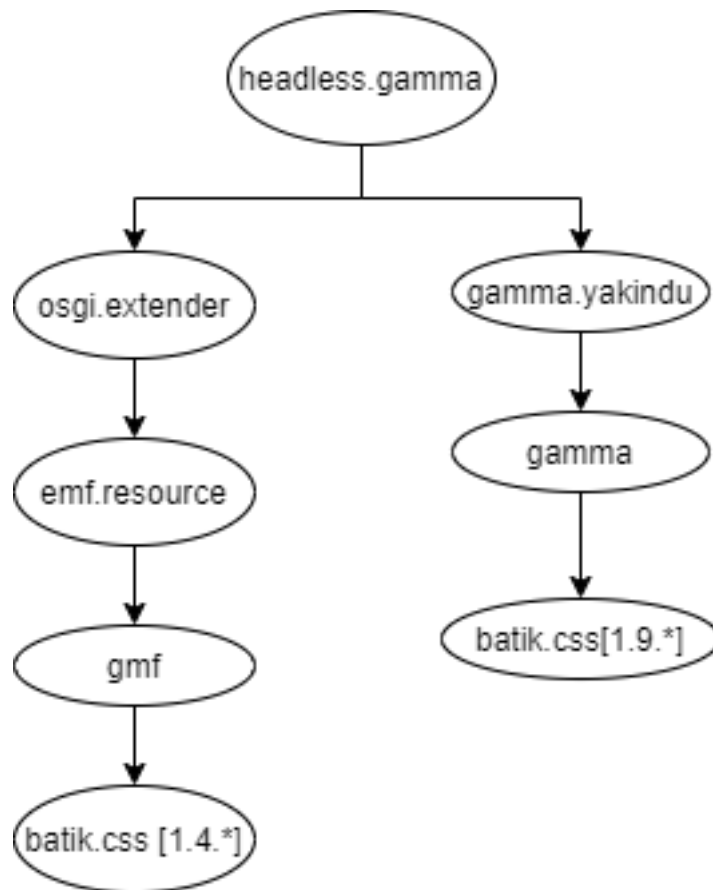 headless.gamma
osgi.extender
gamma.yakindu
emf.resource
gamma
gmf
batik.css[1.9.*]
batik.css [1.4.*]